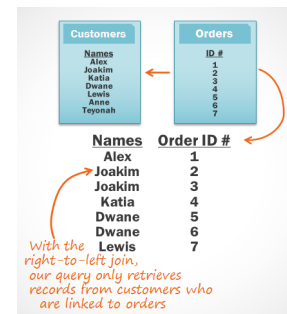 Customers
Names
Alex
Joakim
Katia
Dwane
Lewis
Anne
Teyonah
Orders
ID #
1
2
3
4
5
6
7
Names Order ID #
Alex 1
Joakim 2
Joakim 3
Katia 4
Dwane 5
Dwane 6
Lewis 7
With the
right-to-left join,
our query only retrieves
records from customers who
are linked to orders